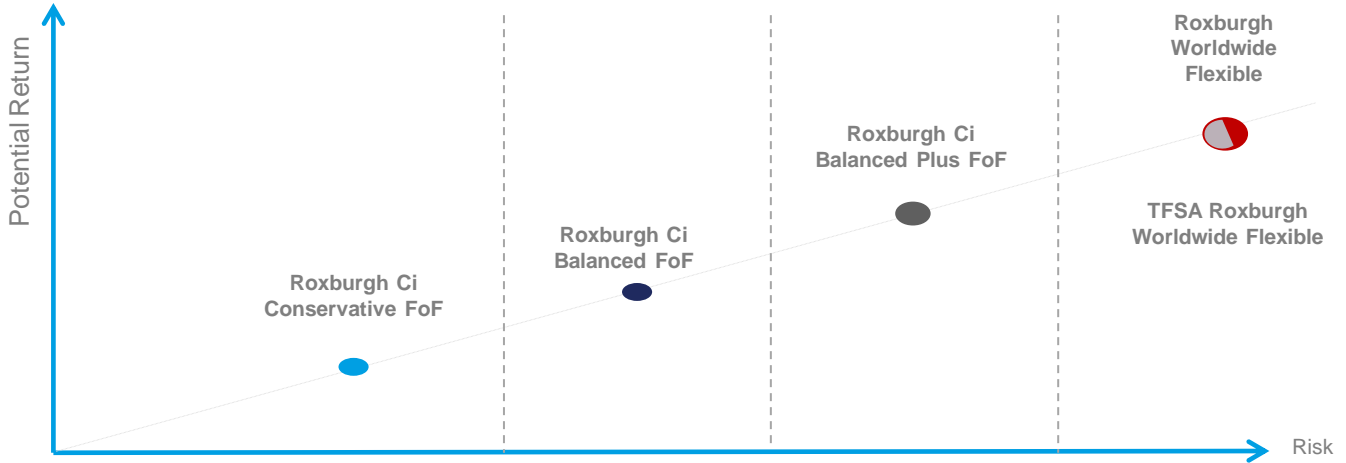 Potential Return
Roxburgh Ci
Conservative FoF
Roxburgh Ci
Balanced FoF
Roxburgh Ci
Balanced Plus FoF
Roxburgh
Worldwide
Flexible
TFSA Roxburgh
Worldwide Flexible
Risk